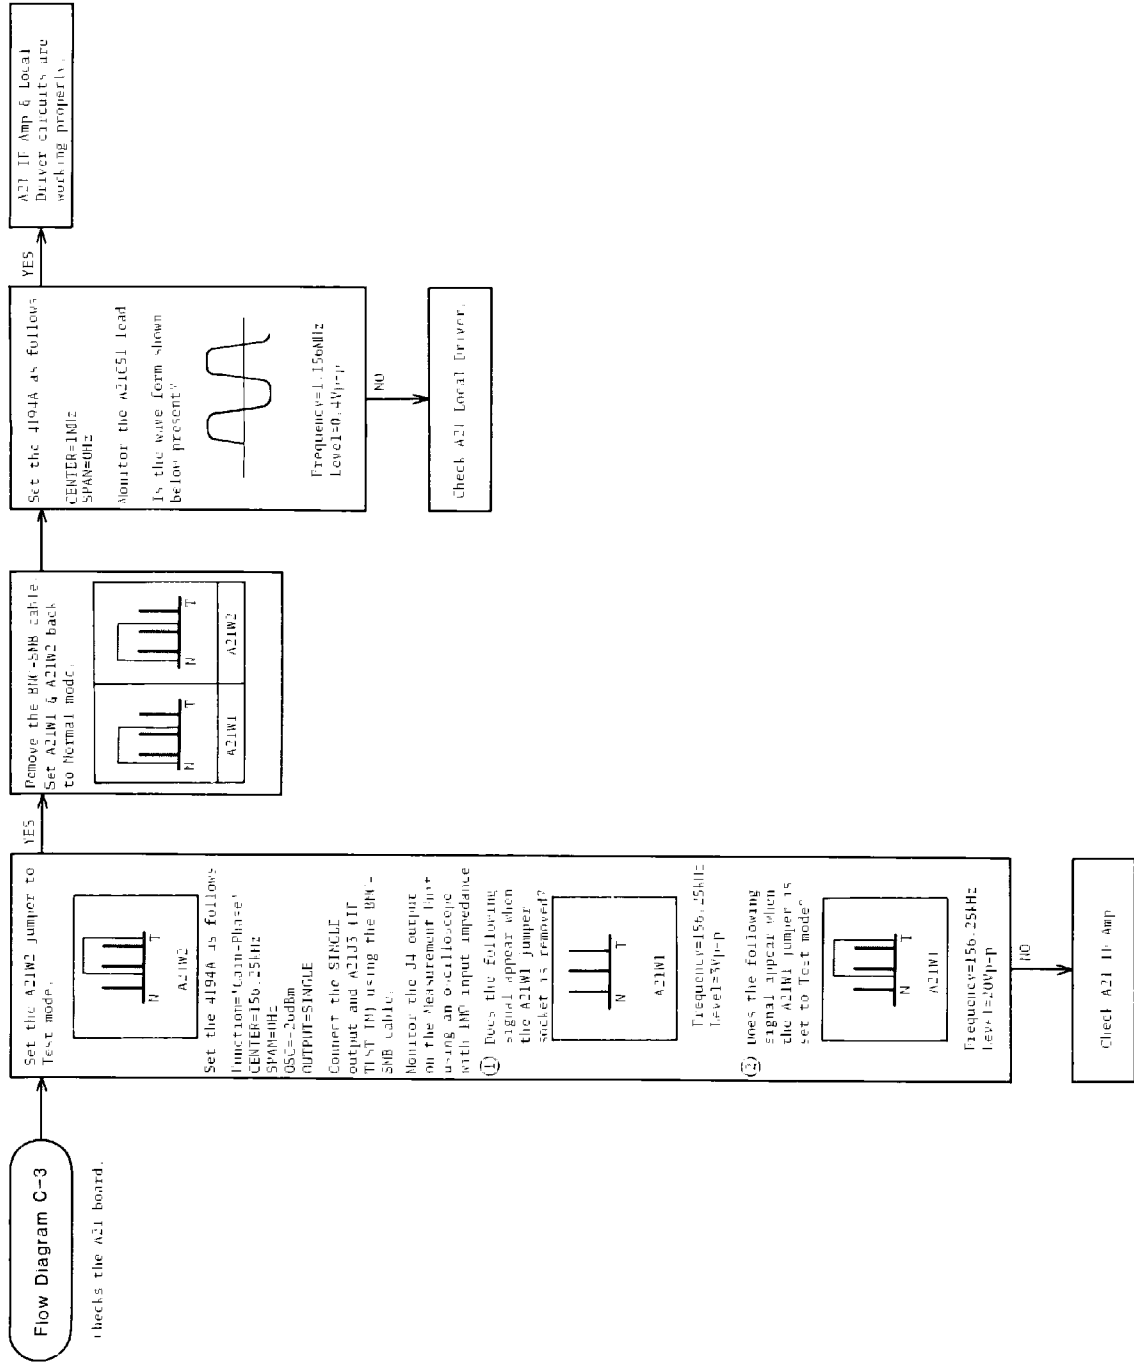 Flow Diagram C-3
Checks the A21 board.
Set the A21W2 jumper to
Test mode.
N T
A21W2
Set the 4194A as follows
Function='Gain-Phase'
CENTER=156.25kHz
SPAN=0Hz
OSC=-20dBm
OUTPUT=SINGLE
Connect the SINGLE
output and A21J3 (IF
TEST IN) using the BNC-
SMB cable.
Monitor the J4 output
on the Measurement Unit
using an oscilloscope
with 1MΩ input impedance
① Does the following
signal appear when
the A21W1 jumper
socket is removed?
N T
A21W1
Frequency=156.25kHz
Level=3Vp-p
② Does the following
signal appear when
the A21W1 jumper is
set to Test mode?
N T
A21W1
Frequency=156.25kHz
Level=20Vp-p
NO
Check A21 IF Amp
YES
Remove the BNC-SMB cable.
Set A21W1 & A21W2 back
to Normal mode.
N T
N T
A21W1
A21W2
Set the 4194A as follows
CENTER=1MHz
SPAN=0Hz
Monitor the A21C51 lead
Is the wave form shown
below present?
Frequency=1.156MHz
Level=0.4Vp-p
NO
Check A21 Local Driver.
YES
A21 IF Amp & Local
Driver circuits are
working properly.